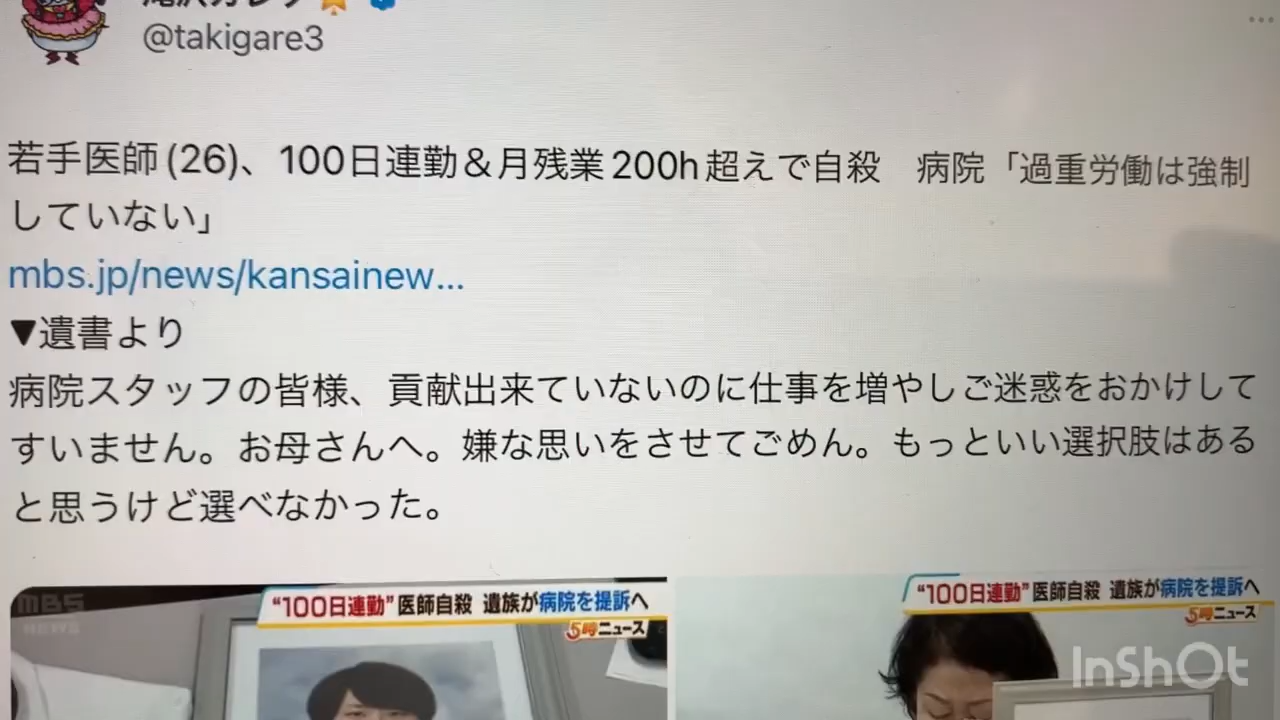 @takigare3
若手医師(26)、100日連勤&月残業200h超えで自殺　病院「過重労働は強制
していない」
mbs.jp/news/kansainew...
▼遺書より
病院スタッフの皆様、貢献出来ていないのに仕事を増やしご迷惑をおかけして
すいません。お母さんへ。嫌な思いをさせてごめん。もっといい選択肢はある
と思うけど選べなかった。
MBS
NEWS
“100日連勤”医師自殺 遺族が病院を提訴へ
5時ニュース
“100日連勤”医師自殺 遺族が病院を提訴へ
5時ニュース
InShOt